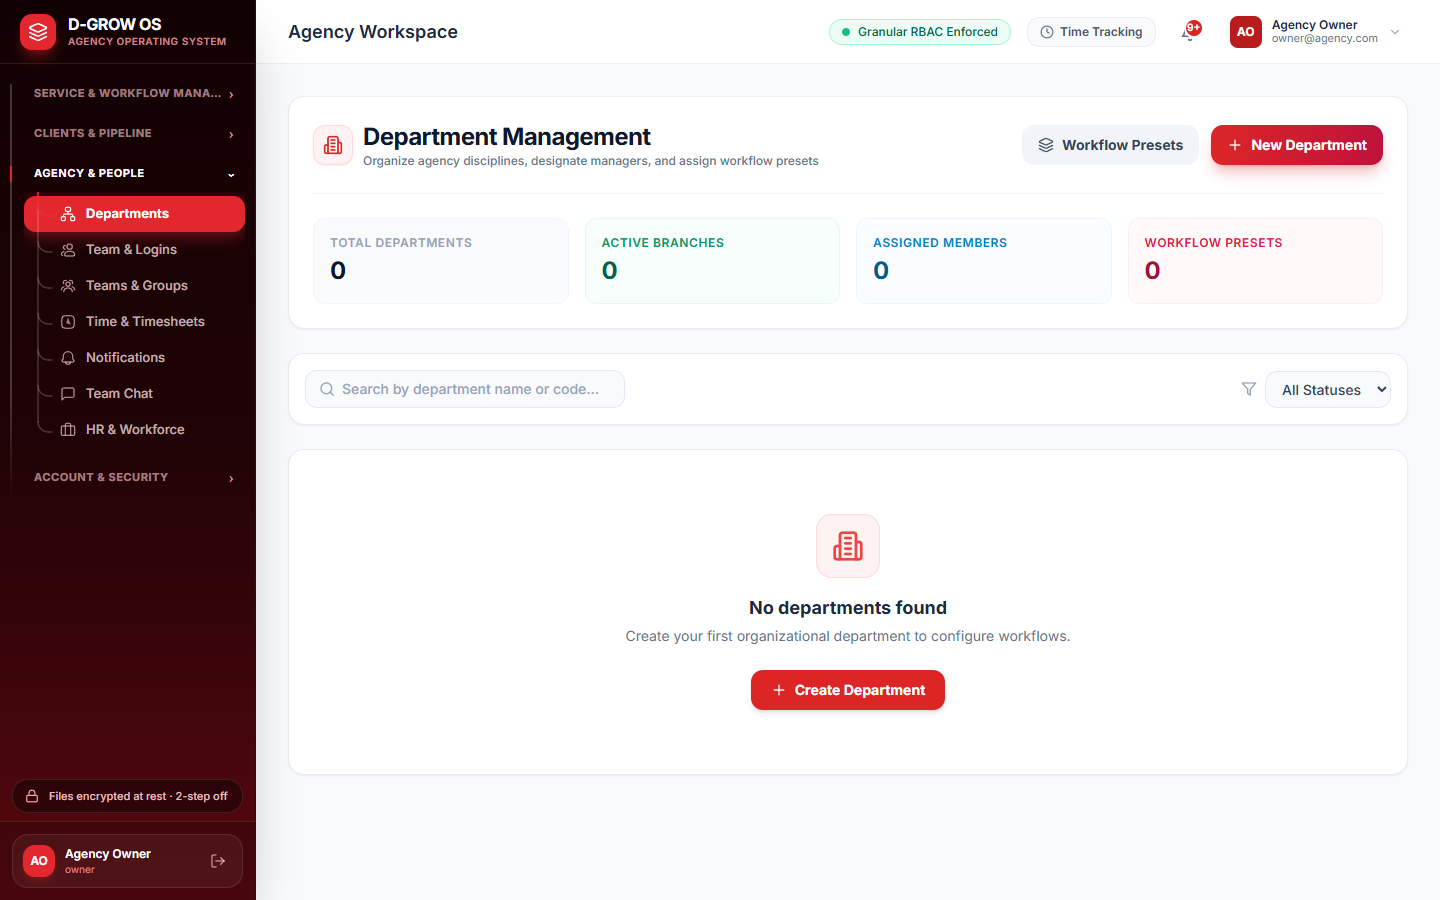 D-GROW OS
AGENCY OPERATING SYSTEM
SERVICE & WORKFLOW MANA...
CLIENTS & PIPELINE
AGENCY & PEOPLE
Departments
Team & Logins
Teams & Groups
Time & Timesheets
Notifications
Team Chat
HR & Workforce
ACCOUNT & SECURITY
Files encrypted at rest · 2-step off
AO
Agency Owner
owner
Agency Workspace
Granular RBAC Enforced
Time Tracking
9+
AO
Agency Owner
owner@agency.com
Department Management
Organize agency disciplines, designate managers, and assign workflow presets
Workflow Presets
New Department
TOTAL DEPARTMENTS
0
ACTIVE BRANCHES
0
ASSIGNED MEMBERS
0
WORKFLOW PRESETS
0
Search by department name or code...
All Statuses
No departments found
Create your first organizational department to configure workflows.
Create Department